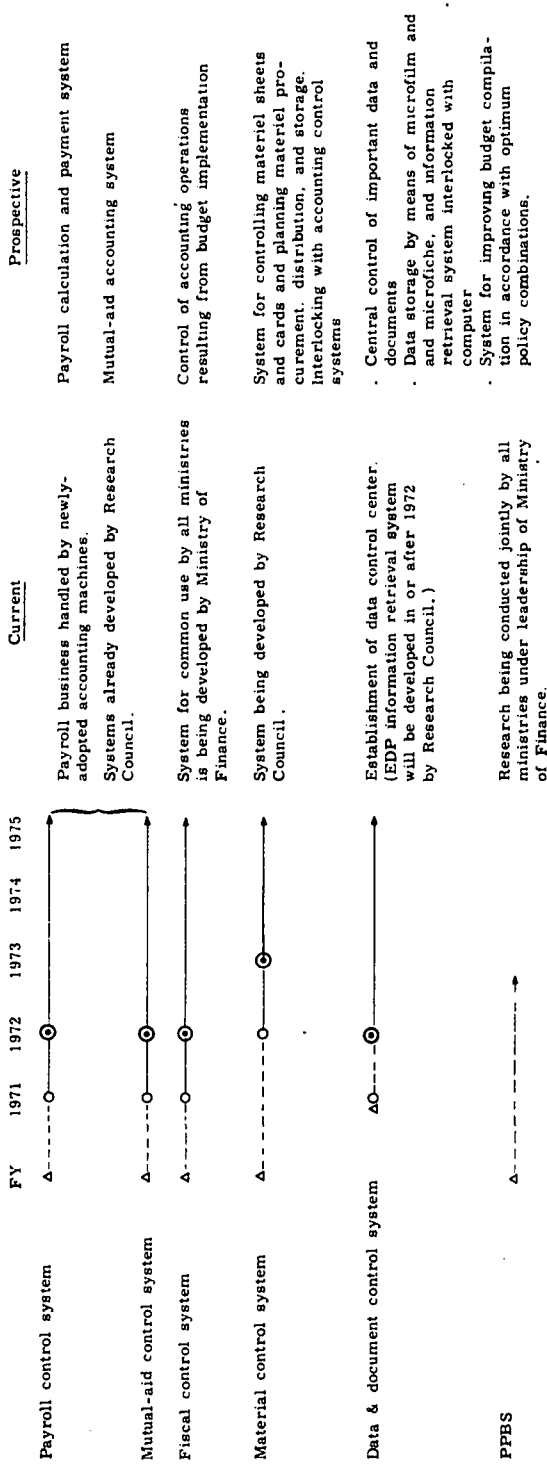 FY 1971 1972 1973 1974 1975 Current Prospective
Payroll control system
Payroll business handled by newly-
adopted accounting machines.
Payroll calculation and payment system
Systems already developed by Research
Council.
Mutual-aid accounting system
Mutual-aid control system
Fiscal control system
System for common use by all ministries
is being developed by Ministry of
Finance.
Control of accounting operations
resulting from budget implementation
Material control system
System being developed by Research
Council.
System for controlling materiel sheets
and cards and planning materiel pro-
curement. distribution, and storage.
Interlocking with accounting control
systems
Data & document control system
Establishment of data control center.
(EDP information retrieval system
will be developed in or after 1972
by Research Council.)
. Central control of important data and
documents
. Data storage by means of microfilm and
and microfiche, and information
retrieval system interlocked with
computer
. System for improving budget compila-
tion in accordance with optimum
policy combinations.
PPBS
Research being conducted jointly by all
ministries under leadership of Ministry
of Finance.